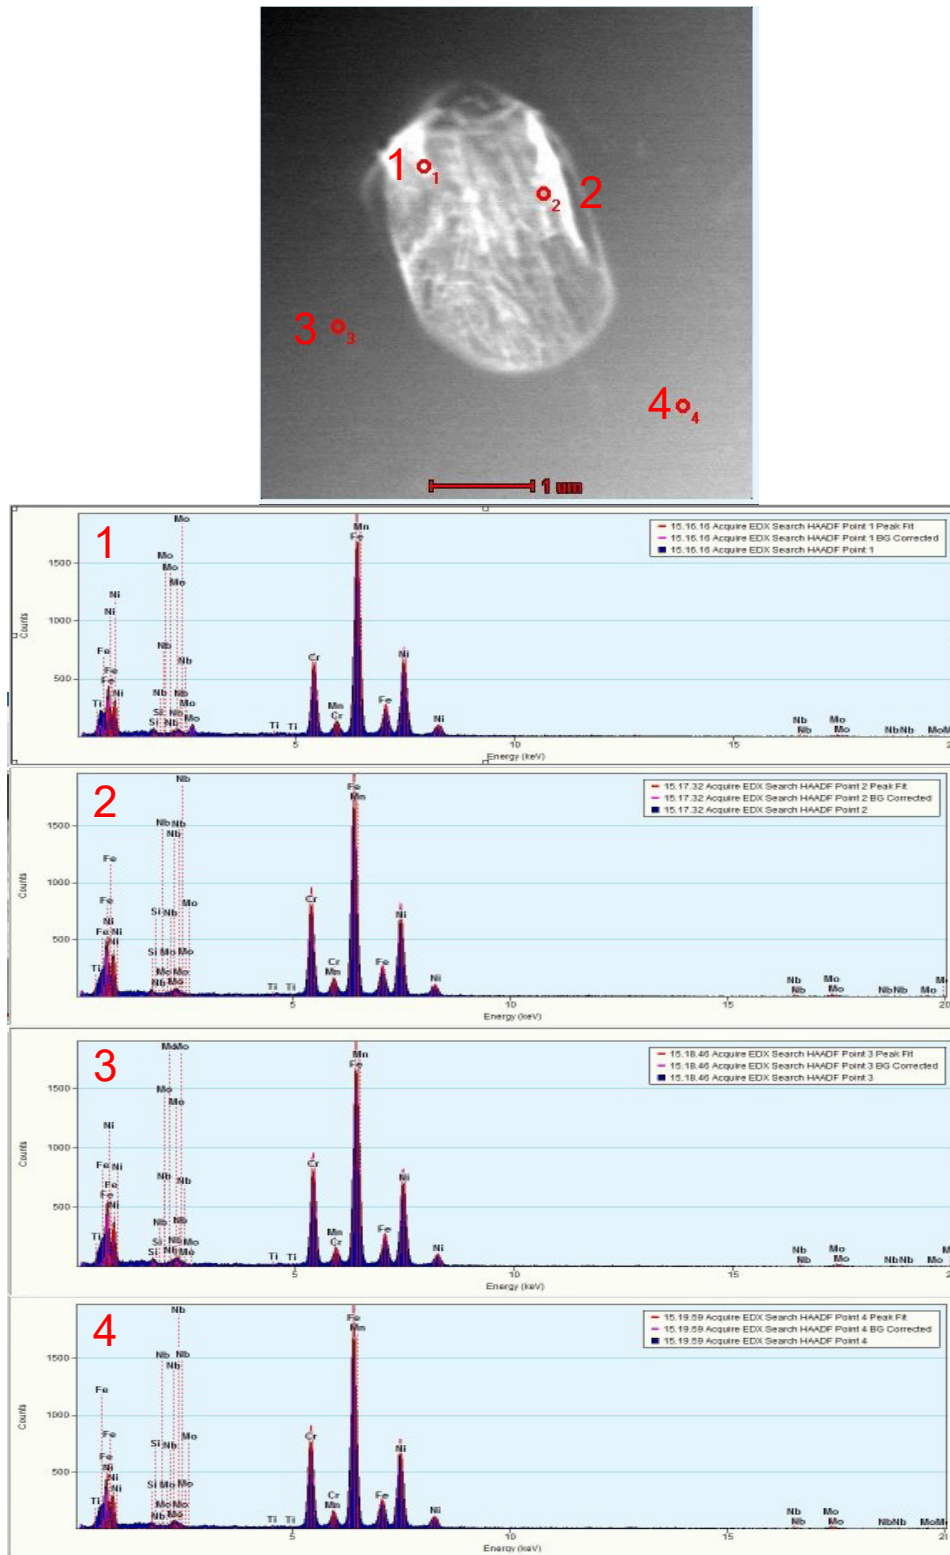 1
1
2
2
3
3
4
4
1 um
1
15.16.16 Acquire EDX Search HAADF Point 1 Peak Fit
15.16.16 Acquire EDX Search HAADF Point 1 BG Corrected
15.16.16 Acquire EDX Search HAADF Point 1
Mo
Mn
Fe
1500
Mo
Mo
Mo
Ni
Ni
1000
Counts
Nb
Fe
Nb
Fe
Cr
Ni
500
Fe
Nb
Nb
Ni
Ti
Mo
Mn
Fe
Si
Nb
Cr
Ni
Si
Nb
Mo
Ti
Ti
Nb
Mo
Nb
Mo
Nb
Nb
5
10
15
Energy (keV)
2
15.17.32 Acquire EDX Search HAADF Point 2 Peak Fit
15.17.32 Acquire EDX Search HAADF Point 2 BG Corrected
15.17.32 Acquire EDX Search HAADF Point 2
Nb
Fe
Mn
1500
Nb
Nb
Nb
Fe
1000
Counts
Fe
Si
Nb
Mo
Cr
Ni
Ni
500
Fe
Ni
Ni
Si
Mo
Mo
Ti
Mo
Mo
Cr
Mn
Fe
Ni
Nb
Mo
Ti
Ti
Nb
Nb
Mo
Mo
Nb
Nb
Mo
5
10
15
Energy (keV)
3
15.18.46 Acquire EDX Search HAADF Point 3 Peak Fit
15.18.46 Acquire EDX Search HAADF Point 3 BG Corrected
15.18.46 Acquire EDX Search HAADF Point 3
Mo
Mo
Mn
Fe
1500
Mo
Mo
Ni
1000
Counts
Fe
Ni
Nb
Nb
Cr
Ni
500
Fe
Fe
Ni
Nb
Nb
Ti
Nb
Mo
Mn
Fe
Si
Nb
Mo
Cr
Ni
Si
Ti
Ti
Nb
Nb
Mo
Mo
Nb
Nb
Mo
5
10
15
Energy (keV)
4
15.19.59 Acquire EDX Search HAADF Point 4 Peak Fit
15.19.59 Acquire EDX Search HAADF Point 4 BG Corrected
15.19.59 Acquire EDX Search HAADF Point 4
Nb
Fe
Mn
1500
Nb
Nb
Nb
Fe
1000
Counts
Fe
Si
Nb
Mo
Cr
Ni
Fe
500
Ni
Ni
Si
Mo
Mo
Ti
Mo
Mo
Cr
Mn
Fe
Ni
Nb
Mo
Ti
Ti
Nb
Nb
Mo
Mo
Nb
Nb
5
10
15
Energy (keV)